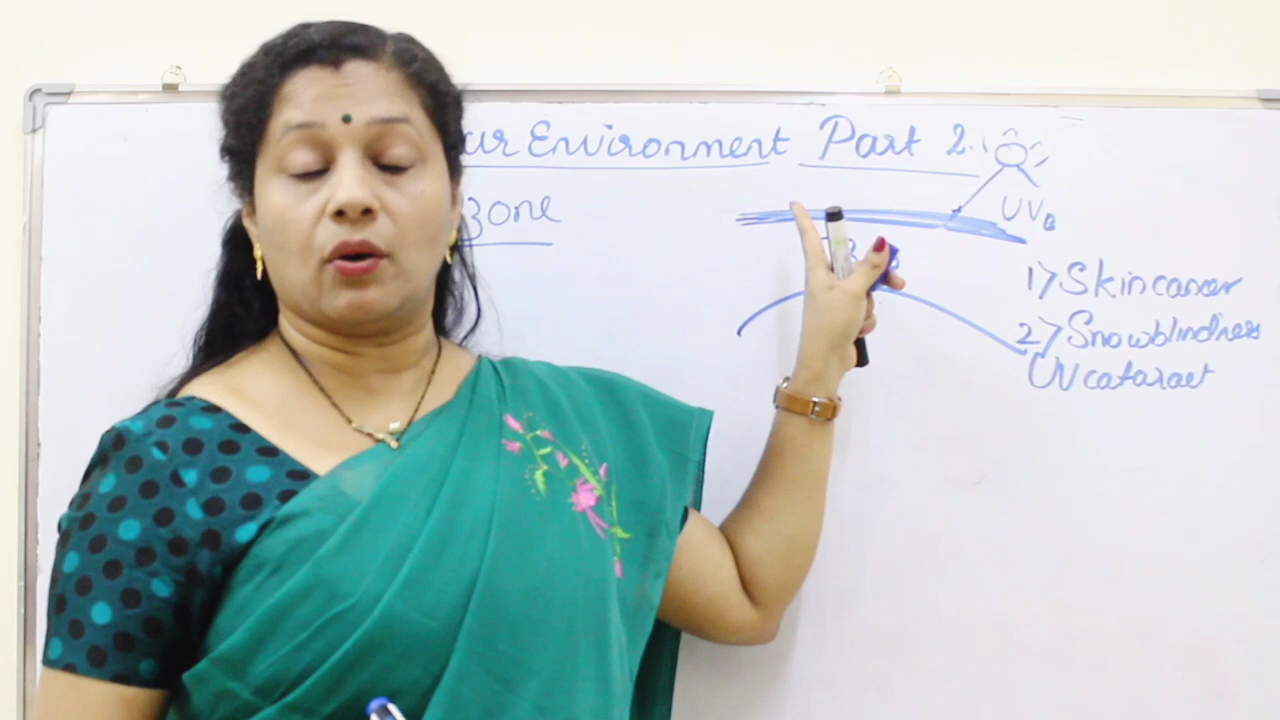 ur Environment Part 2.
zone
UVB
1) Skin cancer
2) Snowblindness
UV cataract